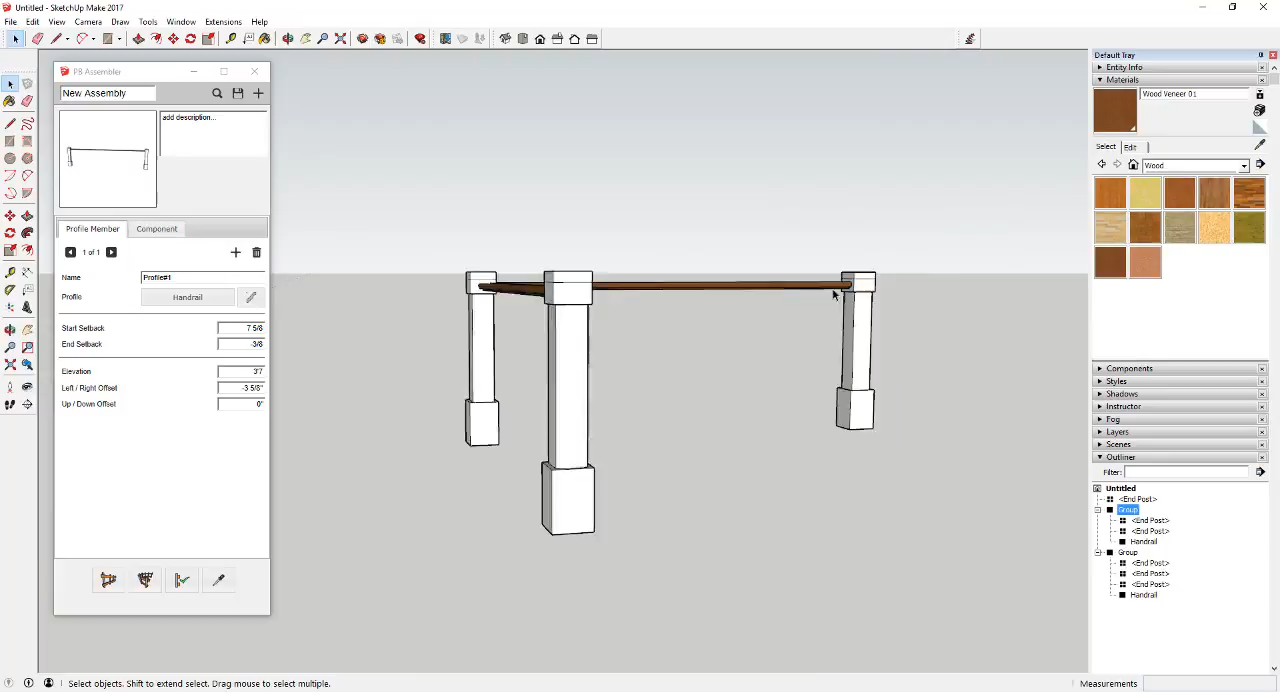 Untitled - SketchUp Make 2017
File Edit View Camera Draw Tools Window Extensions Help
PB Assembler
New Assembly
add description...
Profile Member Component
1 of 1
Name Profile#1
Profile Handrail
Start Setback 7 5/8
End Setback -3/8
Elevation 3'7
Left / Right Offset -3 5/8"
Up / Down Offset 0"
Default Tray
Entity Info
Materials
Wood Veneer 01
Select Edit
Wood
Components
Styles
Shadows
Instructor
Fog
Layers
Scenes
Outliner
Filter:
Untitled
<End Post>
Group
<End Post>
<End Post>
Handrail
Group
<End Post>
<End Post>
<End Post>
Handrail
Select objects. Shift to extend select. Drag mouse to select multiple. Measurements